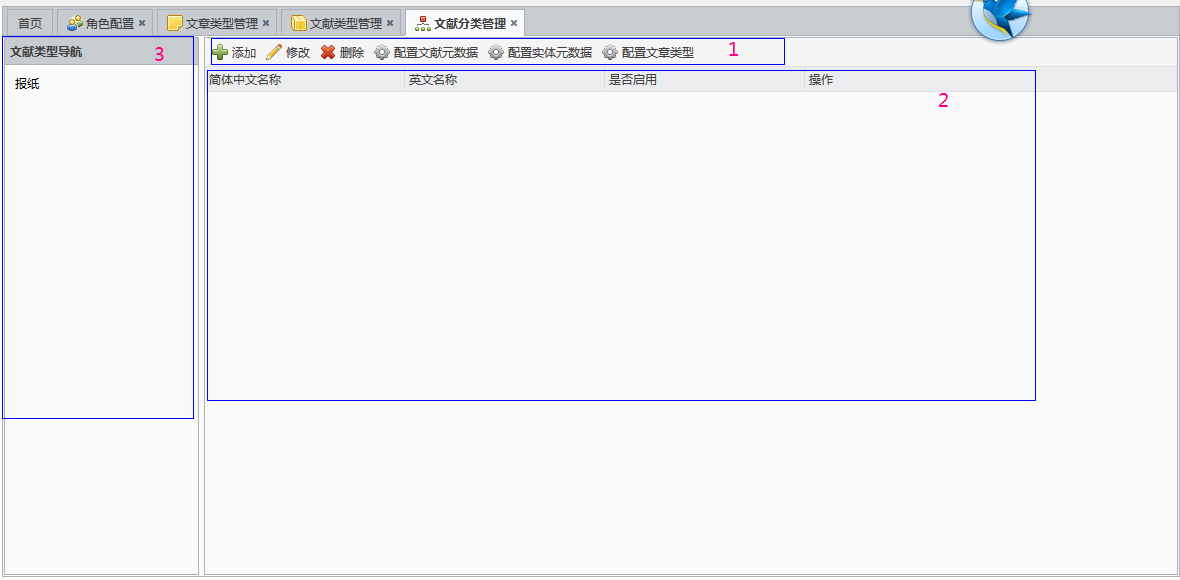 首页 角色配置 × 文章类型管理 × 文献类型管理 × 文献分类管理 ×
文献类型导航 3
添加 修改 删除 配置文献元数据 配置实体元数据 配置文章类型 1
简体中文名称 英文名称 是否启用 操作
报纸
2